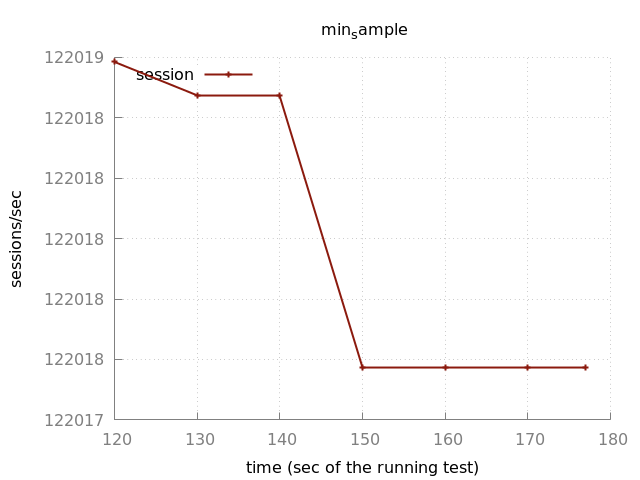 min_sample
122019
session
122018
122018
122018
122018
122018
122017
sessions/sec
120 130 140 150 160 170 180
time (sec of the running test)